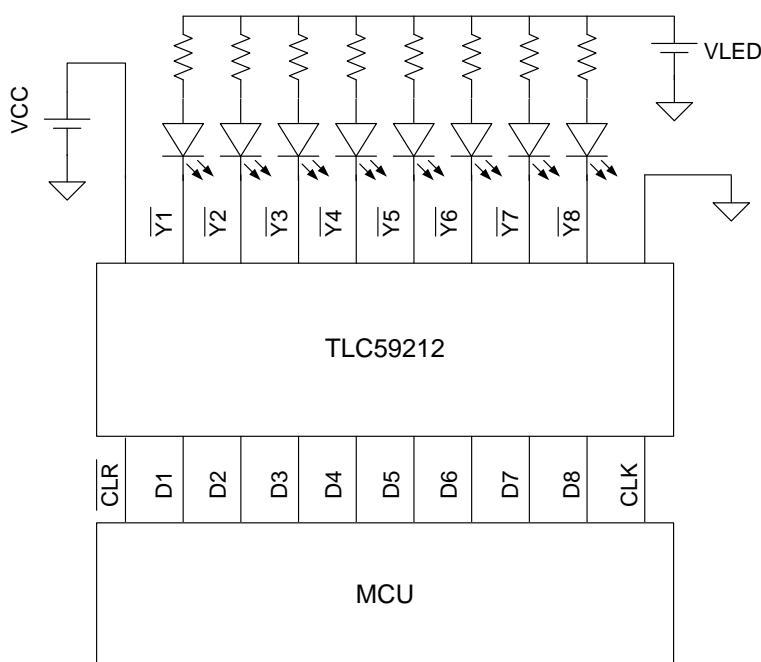 VLED
VCC
Y1
Y2
Y3
Y4
Y5
Y6
Y7
Y8
TLC59212
CLR
D1
D2
D3
D4
D5
D6
D7
D8
CLK
MCU